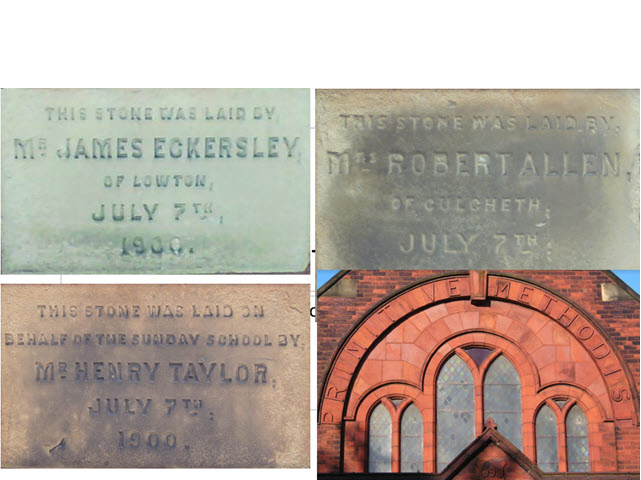 THIS STONE WAS LAID BY
MR JAMES ECKERSLEY,
OF LOWTON,
JULY 7TH,
1900.
THIS STONE WAS LAID BY,
MRS ROBERT ALLEN,
OF CULCHETH,
JULY 7TH,
THIS STONE WAS LAID ON
BEHALF OF THE SUNDAY SCHOOL BY,
MR HENRY TAYLOR,
JULY 7TH,
1900.
PRIMITIVE METHODIS